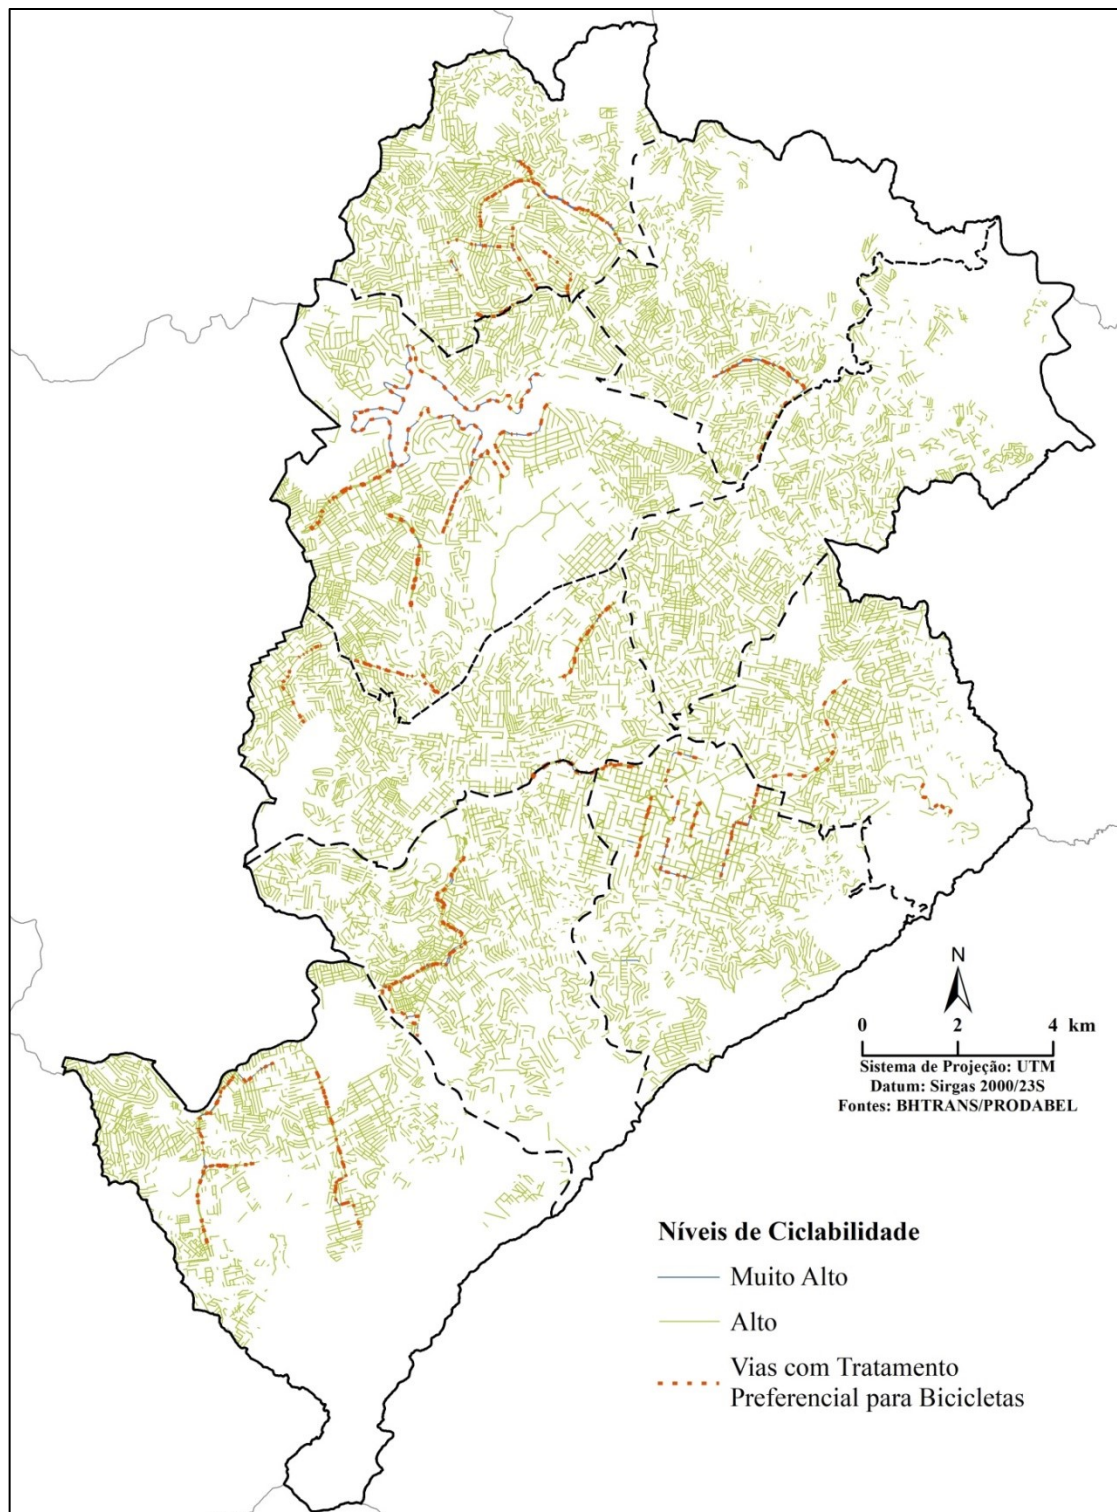 N
0 2 4 km
Sistema de Projeção: UTM
Datum: Sirgas 2000/23S
Fontes: BHTRANS/PRODABEL
Níveis de Ciclabilidade
Muito Alto
Alto
Vias com Tratamento
Preferencial para Bicicletas